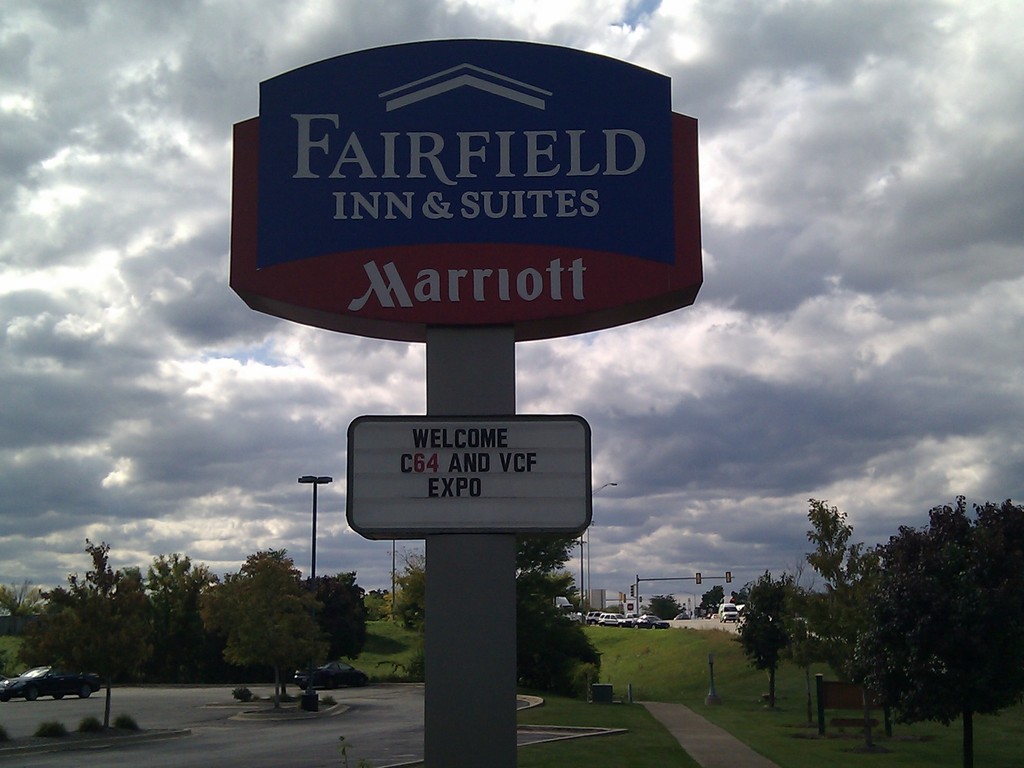 FAIRFIELD
INN & SUITES
Marriott
WELCOME
C64 AND VCF
EXPO